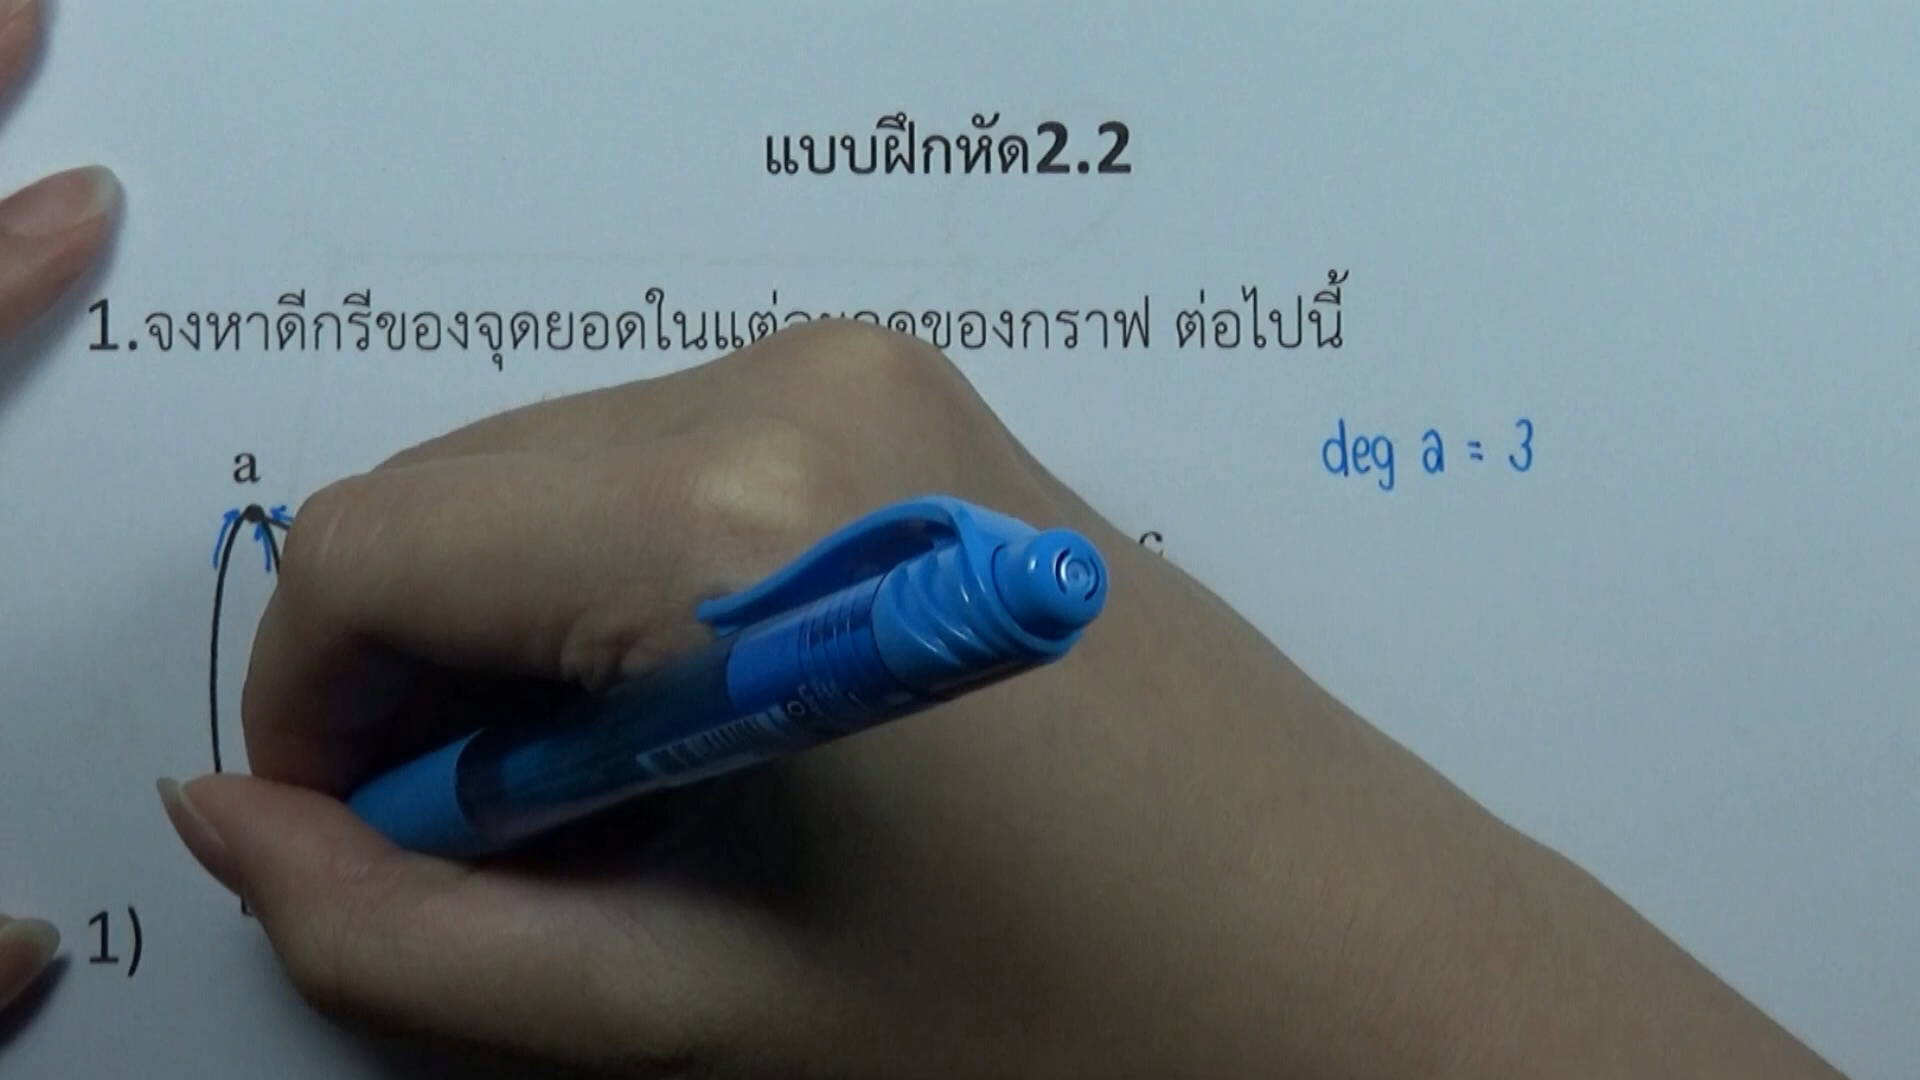 แบบฝึกหัด2.2
1.จงหาดีกรีของจุดยอดในของกราฟ ต่อไปนี้
deg a = 3
a
c
1)